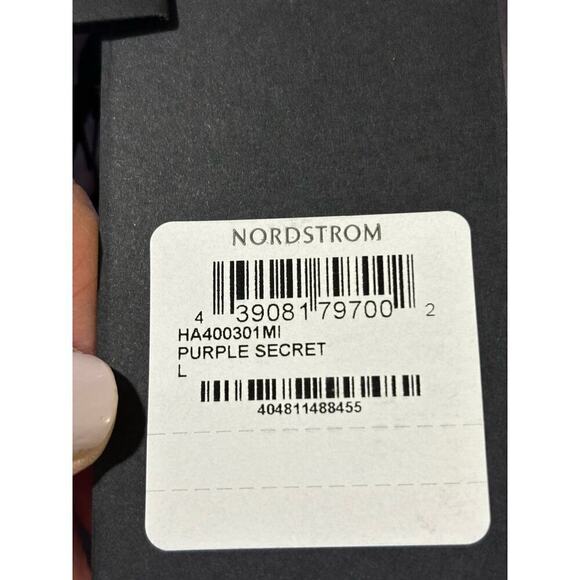 NORDSTROM
4 39081 79700 2
HA400301MI
PURPLE SECRET
L
404811488455